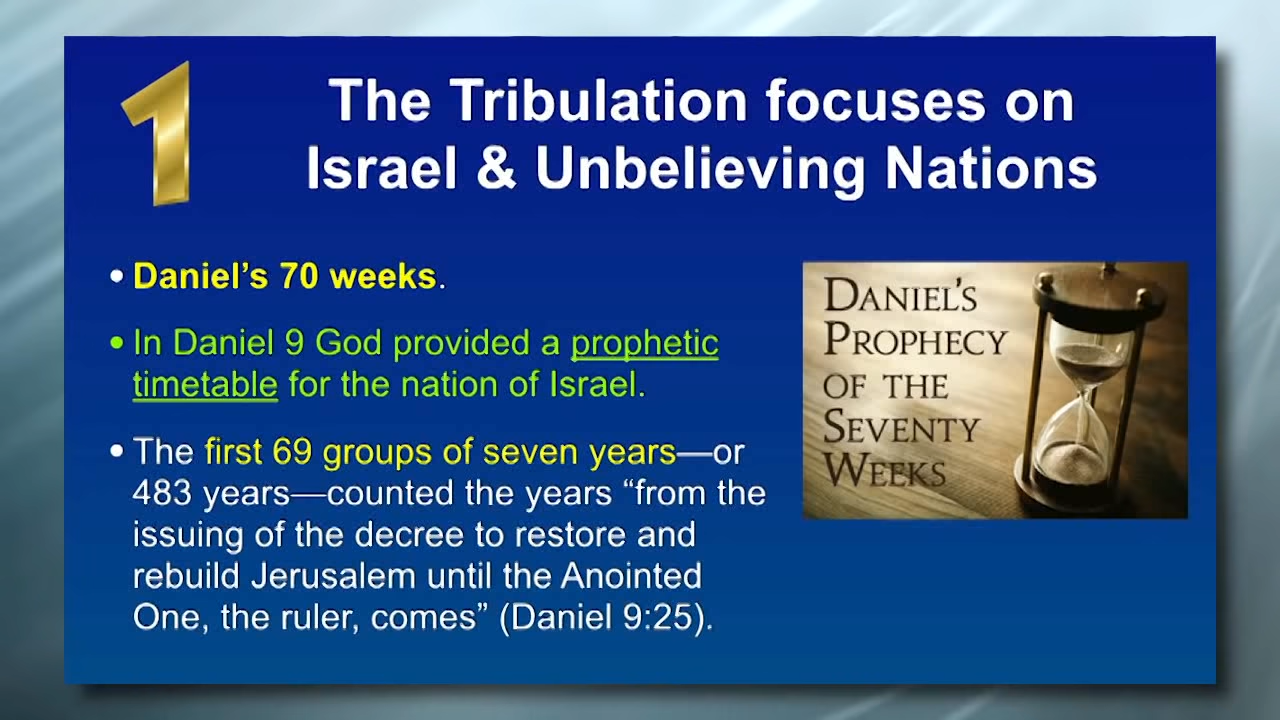 1
The Tribulation focuses on
Israel & Unbelieving Nations
• Daniel’s 70 weeks.
• In Daniel 9 God provided a prophetic
timetable for the nation of Israel.
• The first 69 groups of seven years—or
483 years—counted the years “from the
issuing of the decree to restore and
rebuild Jerusalem until the Anointed
One, the ruler, comes” (Daniel 9:25).
DANIEL’S
PROPHECY
OF THE
SEVENTY
WEEKS